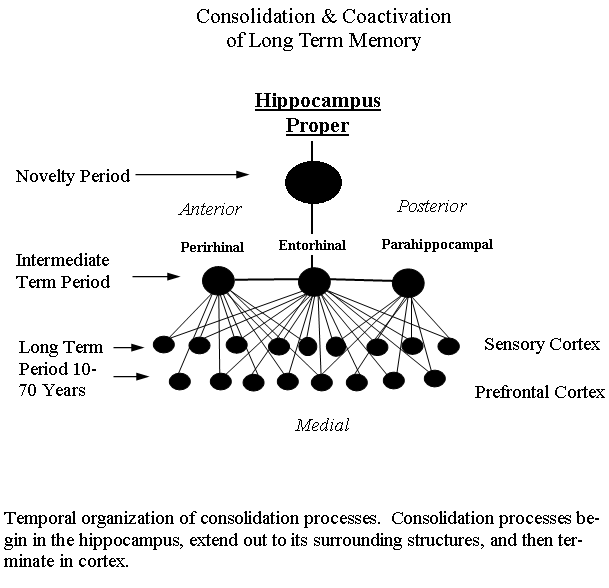 Consolidation & Coactivation
of Long Term Memory
Hippocampus
Proper
Novelty Period
Anterior
Posterior
Perirhinal
Entorhinal
Parahippocampal
Intermediate
Term Period
Long Term
Period 10-
70 Years
Sensory Cortex
Prefrontal Cortex
Medial
Temporal organization of consolidation processes.  Consolidation processes be-
gin in the hippocampus, extend out to its surrounding structures, and then ter-
minate in cortex.